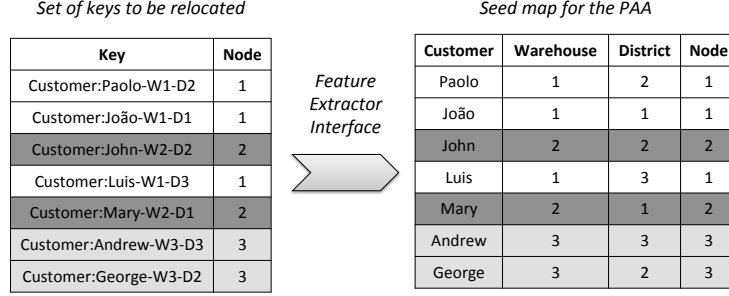 Set of keys to be relocated
Key Node
Customer:Paolo-W1-D2 1
Customer:João-W1-D1 1
Customer:John-W2-D2 2
Customer:Luis-W1-D3 1
Customer:Mary-W2-D1 2
Customer:Andrew-W3-D3 3
Customer:George-W3-D2 3
Feature
Extractor
Interface
Seed map for the PAA
Customer Warehouse District Node
Paolo 1 2 1
João 1 1 1
John 2 2 2
Luis 1 3 1
Mary 2 1 2
Andrew 3 3 3
George 3 2 3